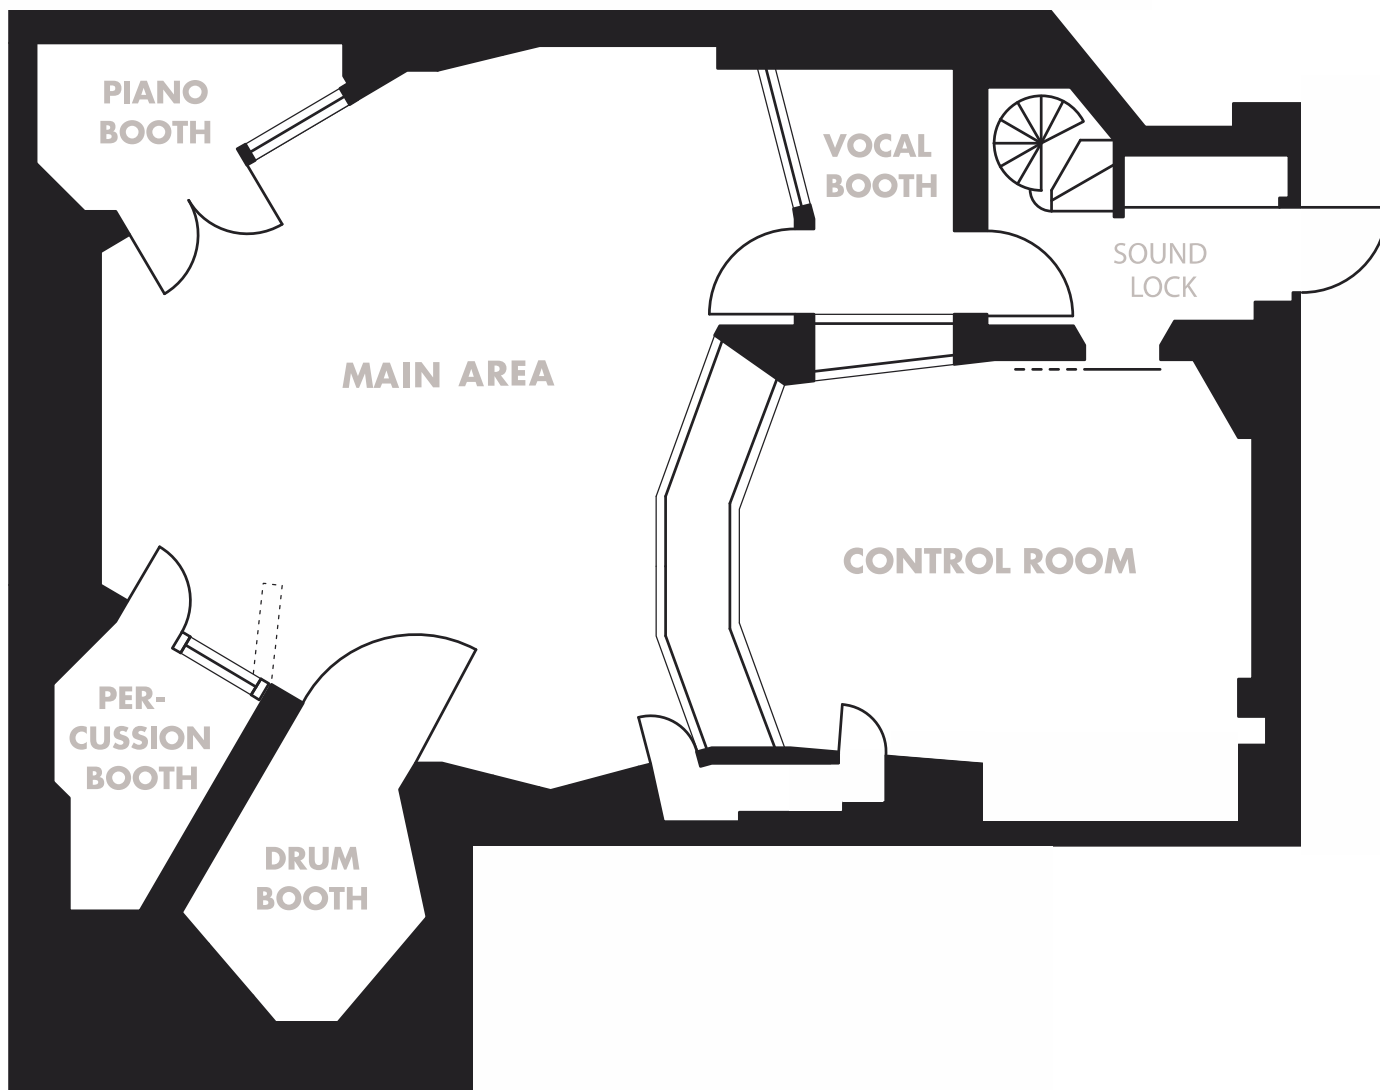 PIANO
BOOTH
VOCAL
BOOTH
SOUND
LOCK
MAIN AREA
CONTROL ROOM
PER-
CUSSION
BOOTH
DRUM
BOOTH